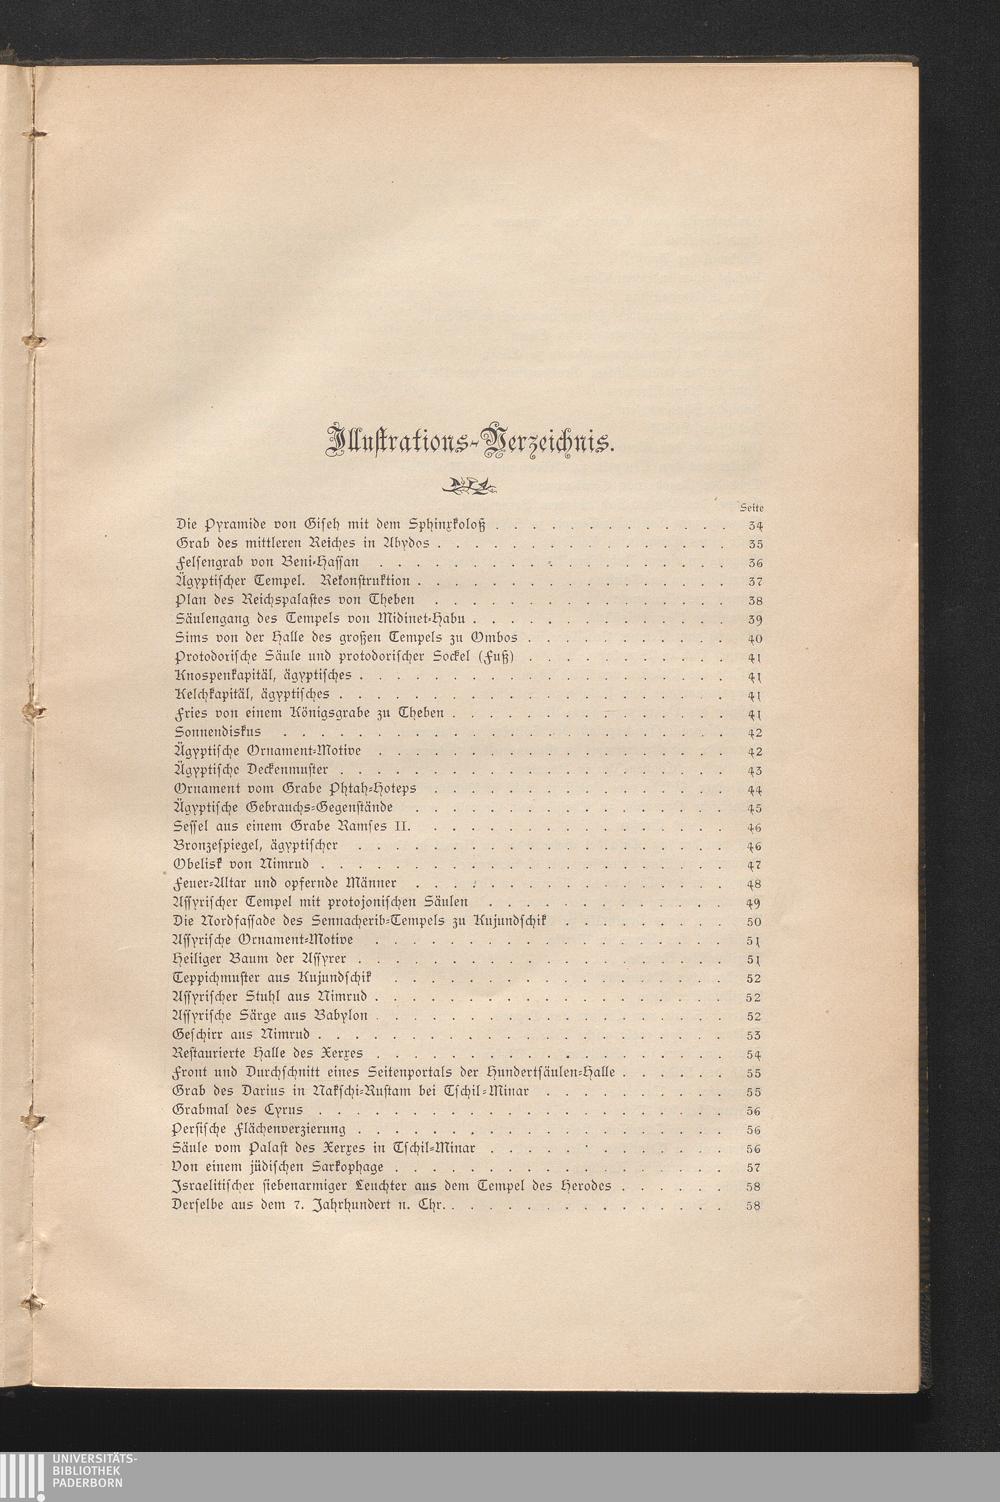 Illustrations-Verzeichnis.
Seite
Die Pyramide von Giseh mit dem Sphinxkoloß . . . . . . . . . . . . . 34
Grab des mittleren Reiches in Abydos . . . . . . . . . . . . . . . . 35
Felsengrab von Beni-Hassan . . . . . . . . . . . . . . . . . . . 36
Ägyptischer Tempel. Rekonstruktion . . . . . . . . . . . . . . . . . 37
Plan des Reichspalastes von Theben . . . . . . . . . . . . . . . . 38
Säulengang des Tempels von Midinet-Habu . . . . . . . . . . . . . . 39
Sims von der Halle des großen Tempels zu Ombos . . . . . . . . . . . 40
Protodorische Säule und protodorischer Sockel (Fuß) . . . . . . . . . . . 41
Knospenkapitäl, ägyptisches . . . . . . . . . . . . . . . . . . . . 41
Kelchkapitäl, ägyptisches . . . . . . . . . . . . . . . . . . . . . 41
Fries von einem Königsgrabe zu Theben . . . . . . . . . . . . . . . 41
Sonnendiskus . . . . . . . . . . . . . . . . . . . . . . . . 42
Ägyptische Ornament-Motive . . . . . . . . . . . . . . . . . . . 42
Ägyptische Deckenmuster . . . . . . . . . . . . . . . . . . . . . 43
Ornament vom Grabe Phtah-Hoteps . . . . . . . . . . . . . . . . 44
Ägyptische Gebrauchs-Gegenstände . . . . . . . . . . . . . . . . . 45
Sessel aus einem Grabe Ramses II. . . . . . . . . . . . . . . . . . 46
Bronzespiegel, ägyptischer . . . . . . . . . . . . . . . . . . . . 46
Obelisk von Nimrud . . . . . . . . . . . . . . . . . . . . . . 47
Feuer-Altar und opfernde Männer . . . . . . . . . . . . . . . . . 48
Assyrischer Tempel mit protojonischen Säulen . . . . . . . . . . . . . 49
Die Nordfassade des Sennacherib-Tempels zu Kujundschik . . . . . . . . . 50
Assyrische Ornament-Motive . . . . . . . . . . . . . . . . . . . 51
Heiliger Baum der Assyrer . . . . . . . . . . . . . . . . . . . . 51
Teppichmuster aus Kujundschik . . . . . . . . . . . . . . . . . . 52
Assyrischer Stuhl aus Nimrud . . . . . . . . . . . . . . . . . . . 52
Assyrische Särge aus Babylon . . . . . . . . . . . . . . . . . . . 52
Geschirr aus Nimrud . . . . . . . . . . . . . . . . . . . . . . 53
Restaurierte Halle des Xerxes . . . . . . . . . . . . . . . . . . . 54
Front und Durchschnitt eines Seitenportals der Hundertsäulen-Halle . . . . . . 55
Grab des Darius in Nakschi-Rustam bei Tschil-Minar . . . . . . . . . . 55
Grabmal des Cyrus . . . . . . . . . . . . . . . . . . . . . . 56
Persische Flächenverzierung . . . . . . . . . . . . . . . . . . . . 56
Säule vom Palast des Xerxes in Tschil-Minar . . . . . . . . . . . . . 56
Von einem jüdischen Sarkophage . . . . . . . . . . . . . . . . . . 57
Israelitischer siebenarmiger Leuchter aus dem Tempel des Herodes . . . . . . 58
Derselbe aus dem 7. Jahrhundert n. Chr. . . . . . . . . . . . . . . . 58
UNIVERSITÄTS-
BIBLIOTHEK
PADERBORN